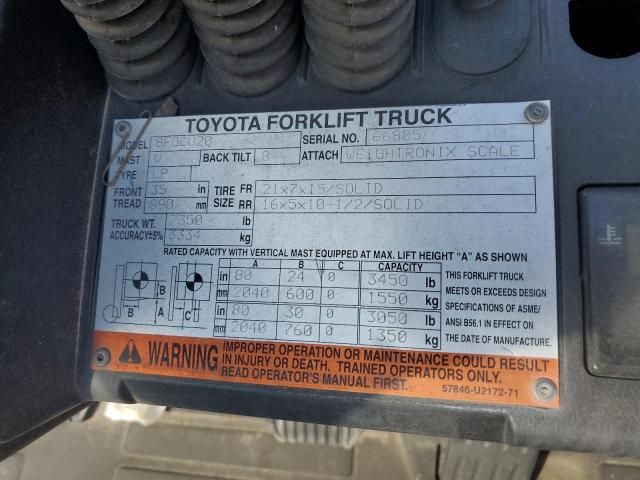 TOYOTA FORKLIFT TRUCK
MODEL 8FGCU20 SERIAL NO. 66805
MAST V BACK TILT 8 ATTACH WEIGHTRONIX SCALE
TYPE LP
FRONT TREAD 35 in 890 mm
TIRE SIZE FR 21x7x15/SOLID
RR 16x5x10-1/2/SOLID
TRUCK WT. 7350 lb
ACCURACY±5% 3334 kg
RATED CAPACITY WITH VERTICAL MAST EQUIPPED AT MAX. LIFT HEIGHT "A" AS SHOWN
A B C CAPACITY
in 80 24 0 3450 lb
mm 2040 600 0 1550 kg
in 80 30 0 3050 lb
mm 2040 760 0 1350 kg
B A B C
THIS FORKLIFT TRUCK
MEETS OR EXCEEDS DESIGN
SPECIFICATIONS OF ASME/
ANSI B56.1 IN EFFECT ON
THE DATE OF MANUFACTURE.
WARNING
IMPROPER OPERATION OR MAINTENANCE COULD RESULT
IN INJURY OR DEATH. TRAINED OPERATORS ONLY.
READ OPERATOR'S MANUAL FIRST.
57846-U2172-71